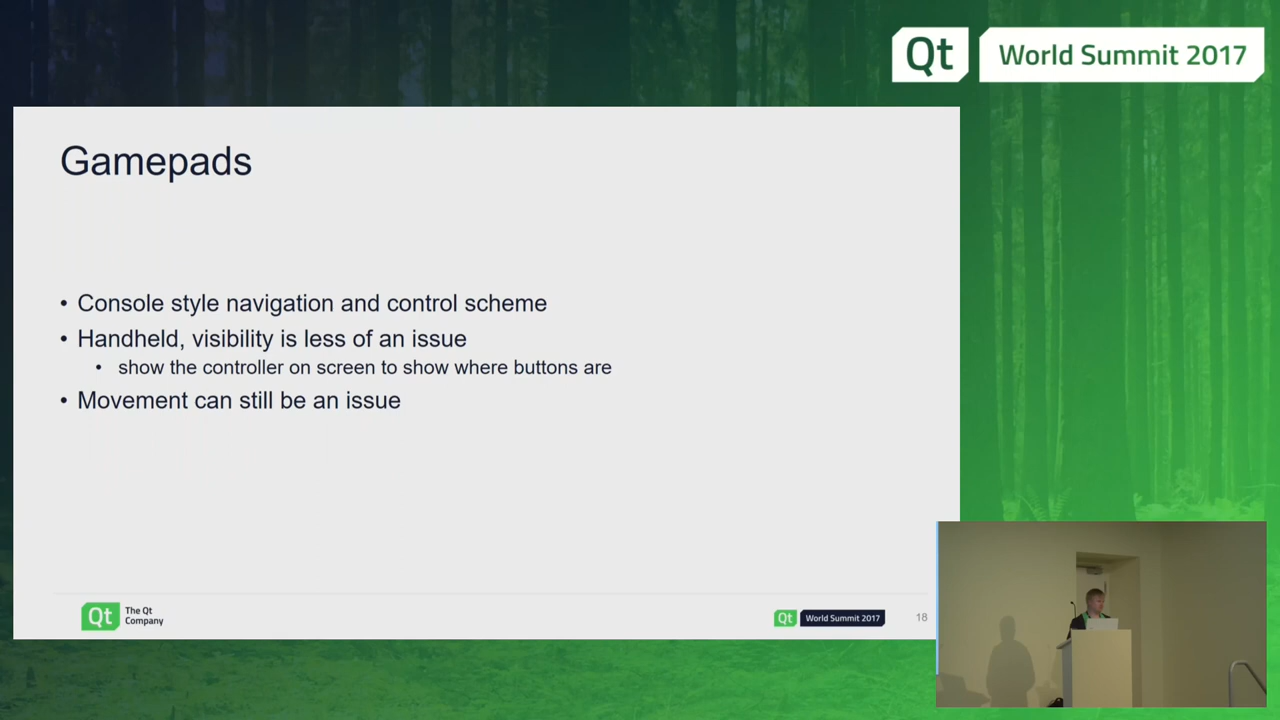 Qt World Summit 2017
Gamepads
• Console style navigation and control scheme
• Handheld, visibility is less of an issue
• show the controller on screen to show where buttons are
• Movement can still be an issue
Qt The Qt
Company
Qt World Summit 2017
18